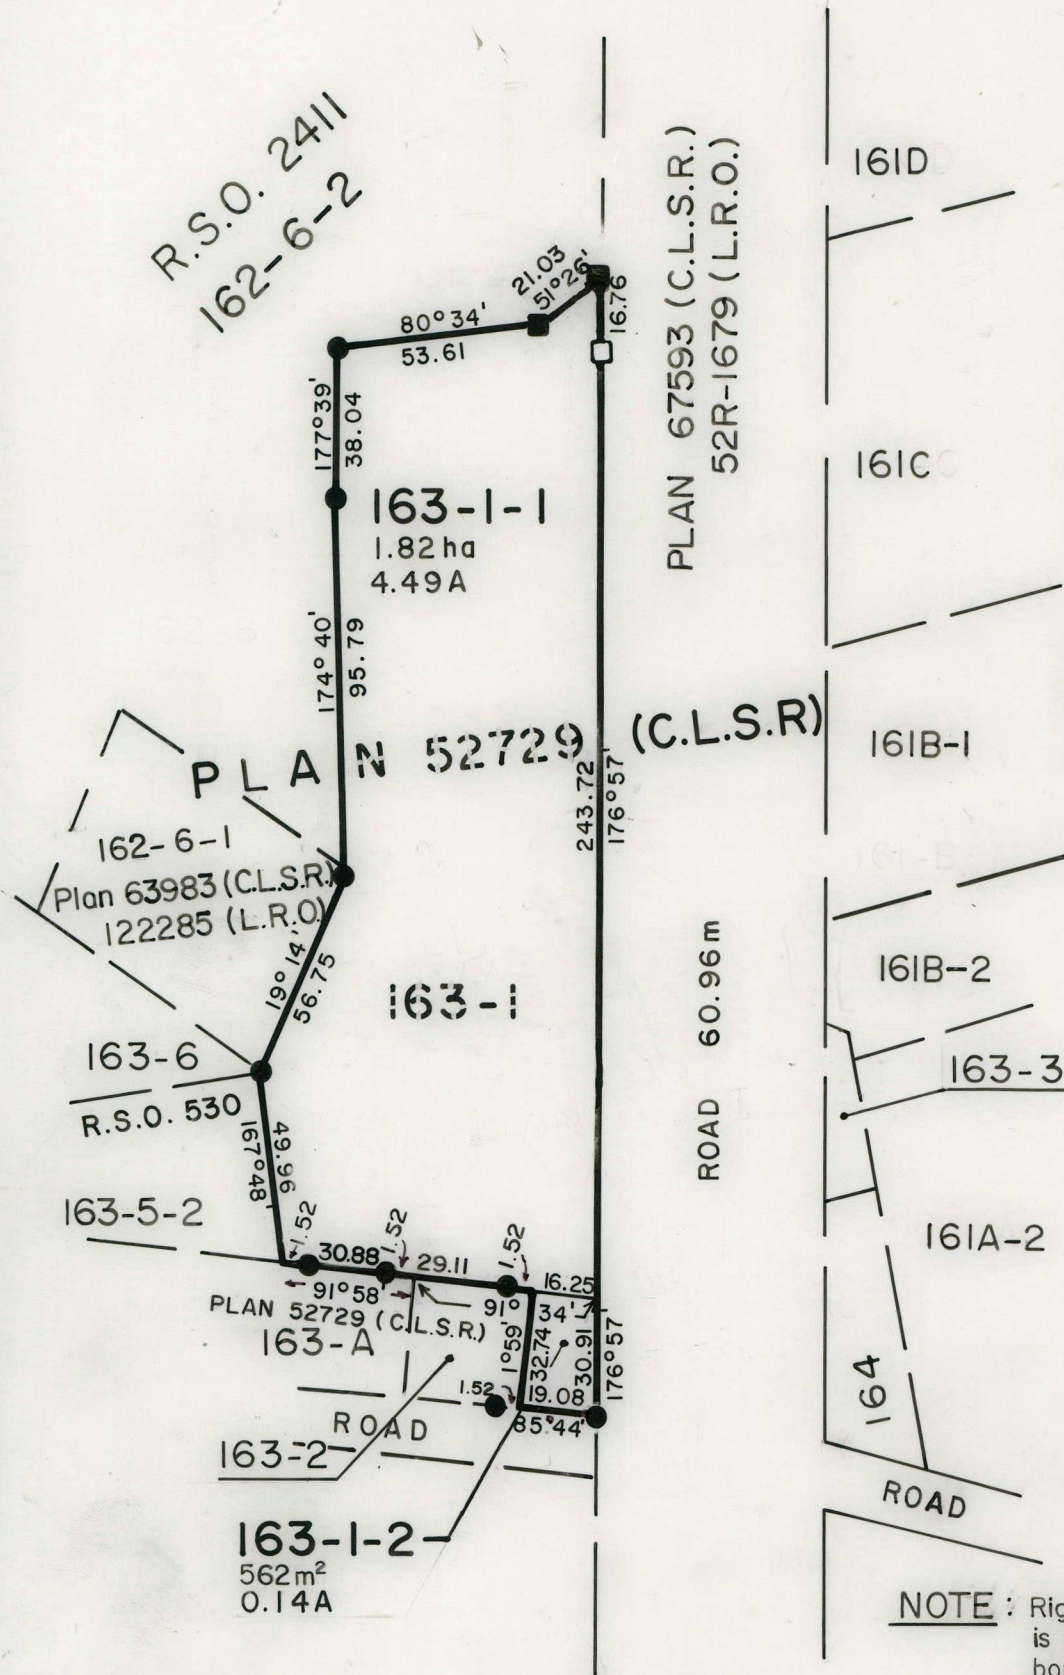 R.S.O. 2411
162-6-2
PLAN 67593 (C.L.S.R.)
52R-1679 (L.R.O.)
161D
21.03
51°26'
16.76
80°34'
53.61
177°39'
38.04
161C
163-1-1
1.82 ha
4.49 A
174° 40'
95.79
PLAN 52729 (C.L.S.R)
161B-1
243.72
176°57'
162-6-1
Plan 63983 (C.L.S.R.)
122285 (L.R.O.)
19° 14'
56.75
163-1
ROAD 60.96m
161B-2
163-6
R.S.O. 530
163-3
49.96
167°48'
163-5-2
161A-2
1.52
30.88
1.52
29.11
1.52
16.25
91°58'
91°
34'
PLAN 52729 (C.L.S.R.)
163-A
1°59'
32.74
30.91
176°57'
1.52
19.08
85°44'
ROAD
163-2
164
ROAD
163-1-2
562m²
0.14A
NOTE : Rig
is